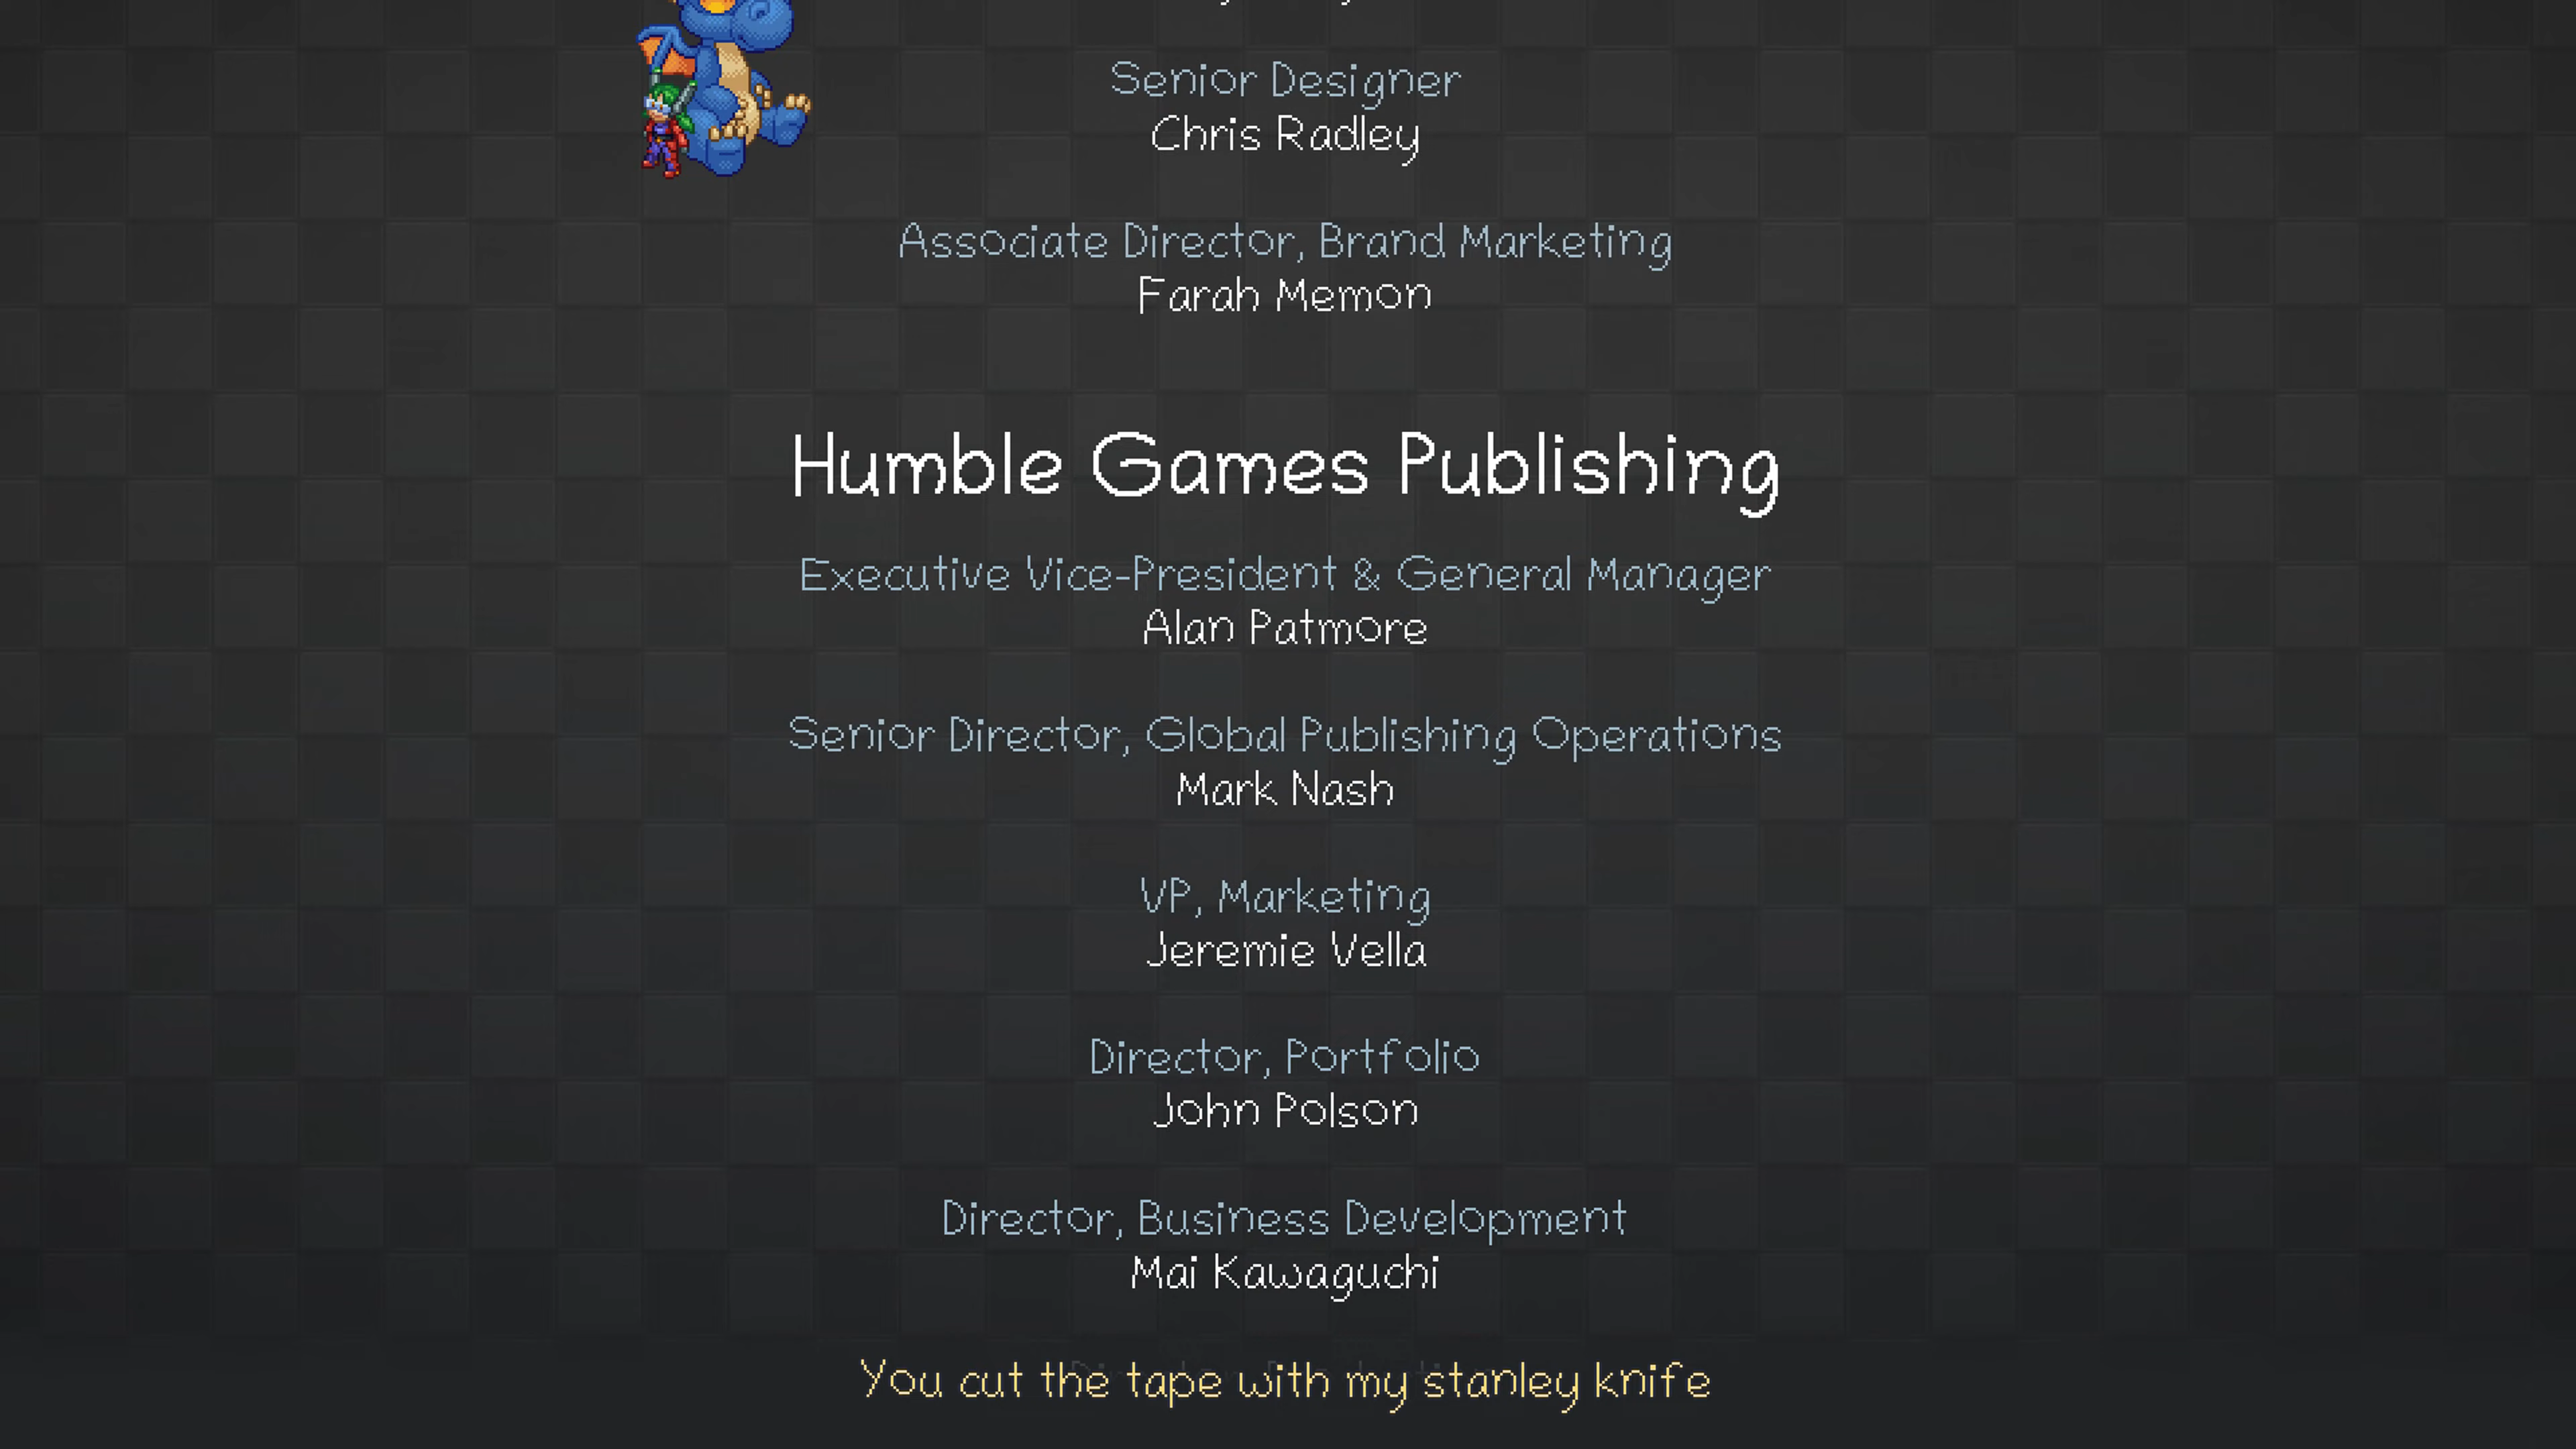 Senior Designer
Chris Radley
Associate Director, Brand Marketing
Farah Memon
Humble Games Publishing
Executive Vice-President & General Manager
Alan Patmore
Senior Director, Global Publishing Operations
Mark Nash
VP, Marketing
Jeremie Vella
Director, Portfolio
John Polson
Director, Business Development
Mai Kawaguchi
You cut the tape with my stanley knife